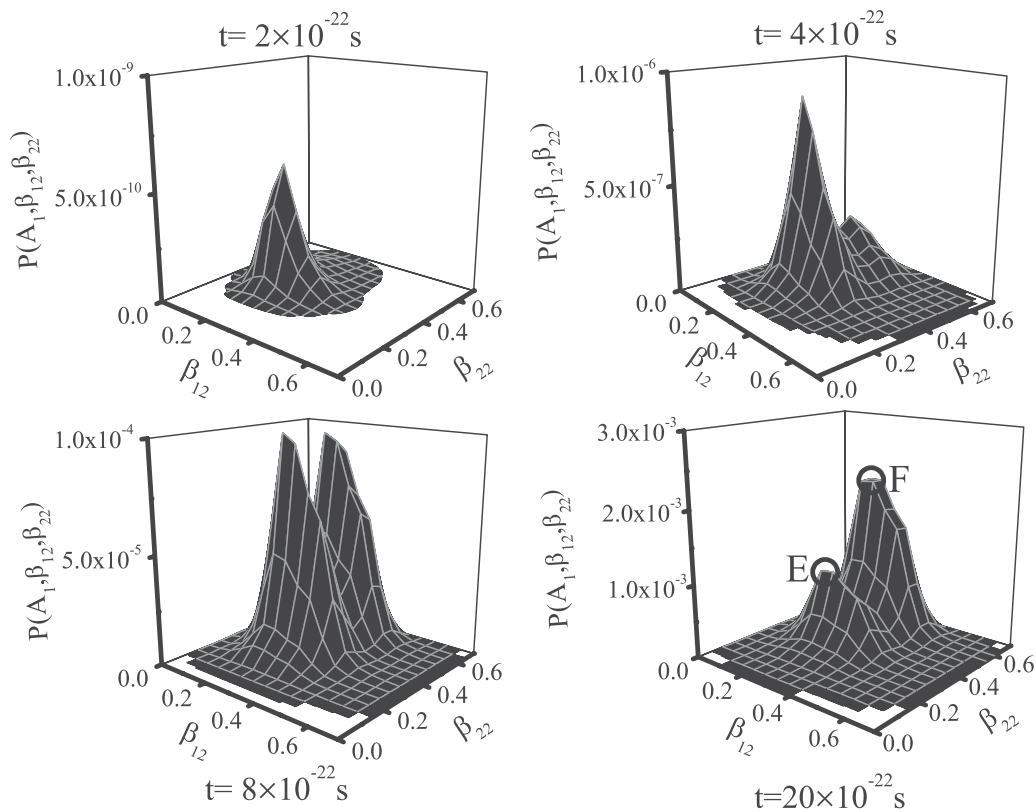 t= 2×10⁻²²s
1.0x10⁻⁹
5.0x10⁻¹⁰
P(A₁,β₁₂,β₂₂)
0.0
0.2
0.4
0.6
β₁₂
0.0
0.2
0.4
0.6
β₂₂
t= 4×10⁻²²s
1.0x10⁻⁶
5.0x10⁻⁷
P(A₁,β₁₂,β₂₂)
0.0
0.2
0.4
0.6
β₁₂
0.0
0.2
0.4
0.6
β₂₂
1.0x10⁻⁴
5.0x10⁻⁵
P(A₁,β₁₂,β₂₂)
0.0
0.2
0.4
0.6
β₁₂
0.0
0.2
0.4
0.6
β₂₂
t= 8×10⁻²²s
3.0x10⁻³
2.0x10⁻³
1.0x10⁻³
P(A₁,β₁₂,β₂₂)
E
F
0.0
0.2
0.4
0.6
β₁₂
0.0
0.2
0.4
0.6
β₂₂
t=20×10⁻²²s